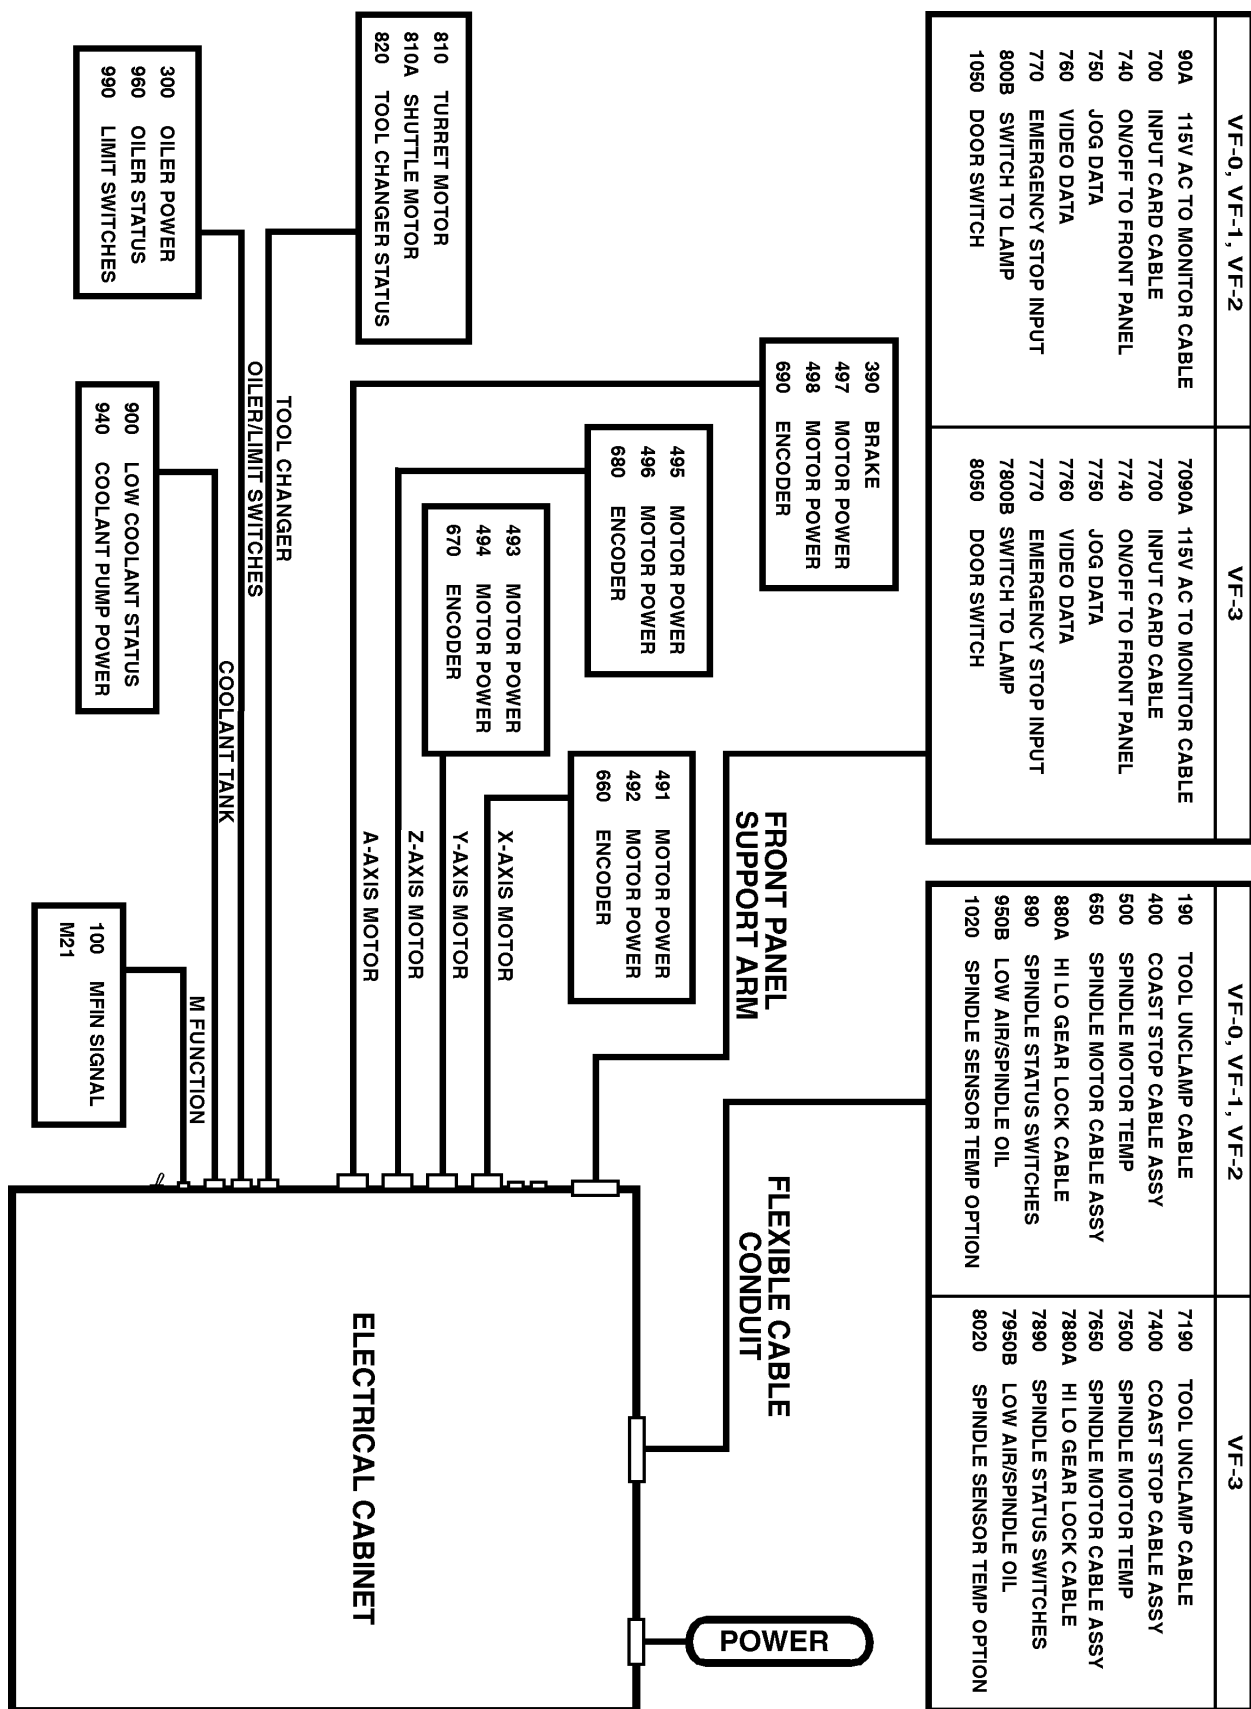 VF-0, VF-1, VF-2
90A 115V AC TO MONITOR CABLE
700 INPUT CARD CABLE
740 ON/OFF TO FRONT PANEL
750 JOG DATA
760 VIDEO DATA
770 EMERGENCY STOP INPUT
800B SWITCH TO LAMP
1050 DOOR SWITCH
VF-3
7090A 115V AC TO MONITOR CABLE
7700 INPUT CARD CABLE
7740 ON/OFF TO FRONT PANEL
7750 JOG DATA
7760 VIDEO DATA
7770 EMERGENCY STOP INPUT
7800B SWITCH TO LAMP
8050 DOOR SWITCH
VF-0, VF-1, VF-2
190 TOOL UNCLAMP CABLE
400 COAST STOP CABLE ASSY
500 SPINDLE MOTOR TEMP
650 SPINDLE MOTOR CABLE ASSY
880A HI LO GEAR LOCK CABLE
890 SPINDLE STATUS SWITCHES
950B LOW AIR/SPINDLE OIL
1020 SPINDLE SENSOR TEMP OPTION
VF-3
7190 TOOL UNCLAMP CABLE
7400 COAST STOP CABLE ASSY
7500 SPINDLE MOTOR TEMP
7650 SPINDLE MOTOR CABLE ASSY
7880A HI LO GEAR LOCK CABLE
7890 SPINDLE STATUS SWITCHES
7950B LOW AIR/SPINDLE OIL
8020 SPINDLE SENSOR TEMP OPTION
390 BRAKE
497 MOTOR POWER
498 MOTOR POWER
690 ENCODER
495 MOTOR POWER
496 MOTOR POWER
680 ENCODER
493 MOTOR POWER
494 MOTOR POWER
670 ENCODER
491 MOTOR POWER
492 MOTOR POWER
660 ENCODER
FRONT PANEL
SUPPORT ARM
FLEXIBLE CABLE
CONDUIT
POWER
X-AXIS MOTOR
Y-AXIS MOTOR
Z-AXIS MOTOR
A-AXIS MOTOR
810 TURRET MOTOR
810A SHUTTLE MOTOR
820 TOOL CHANGER STATUS
TOOL CHANGER
OILER/LIMIT SWITCHES
COOLANT TANK
M FUNCTION
300 OILER POWER
960 OILER STATUS
990 LIMIT SWITCHES
900 LOW COOLANT STATUS
940 COOLANT PUMP POWER
100 MFIN SIGNAL
M21
ELECTRICAL CABINET